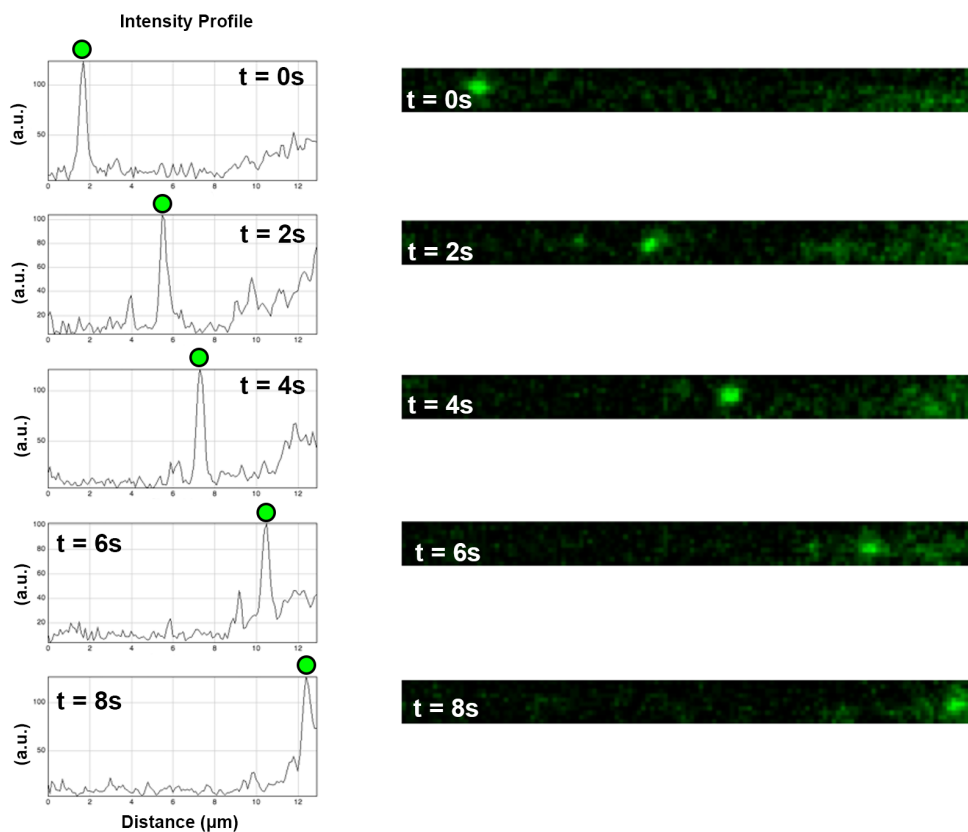 Intensity Profile
t = 0s
100
50
(a.u.)
0 2 4 6 8 10 12
t = 0s
t = 2s
100
80
60
40
20
(a.u.)
0 2 4 6 8 10 12
t = 2s
t = 4s
100
50
(a.u.)
0 2 4 6 8 10 12
t = 4s
t = 6s
100
80
60
40
20
(a.u.)
0 2 4 6 8 10 12
t = 6s
t = 8s
100
50
(a.u.)
0 2 4 6 8 10 12
t = 8s
Distance (µm)